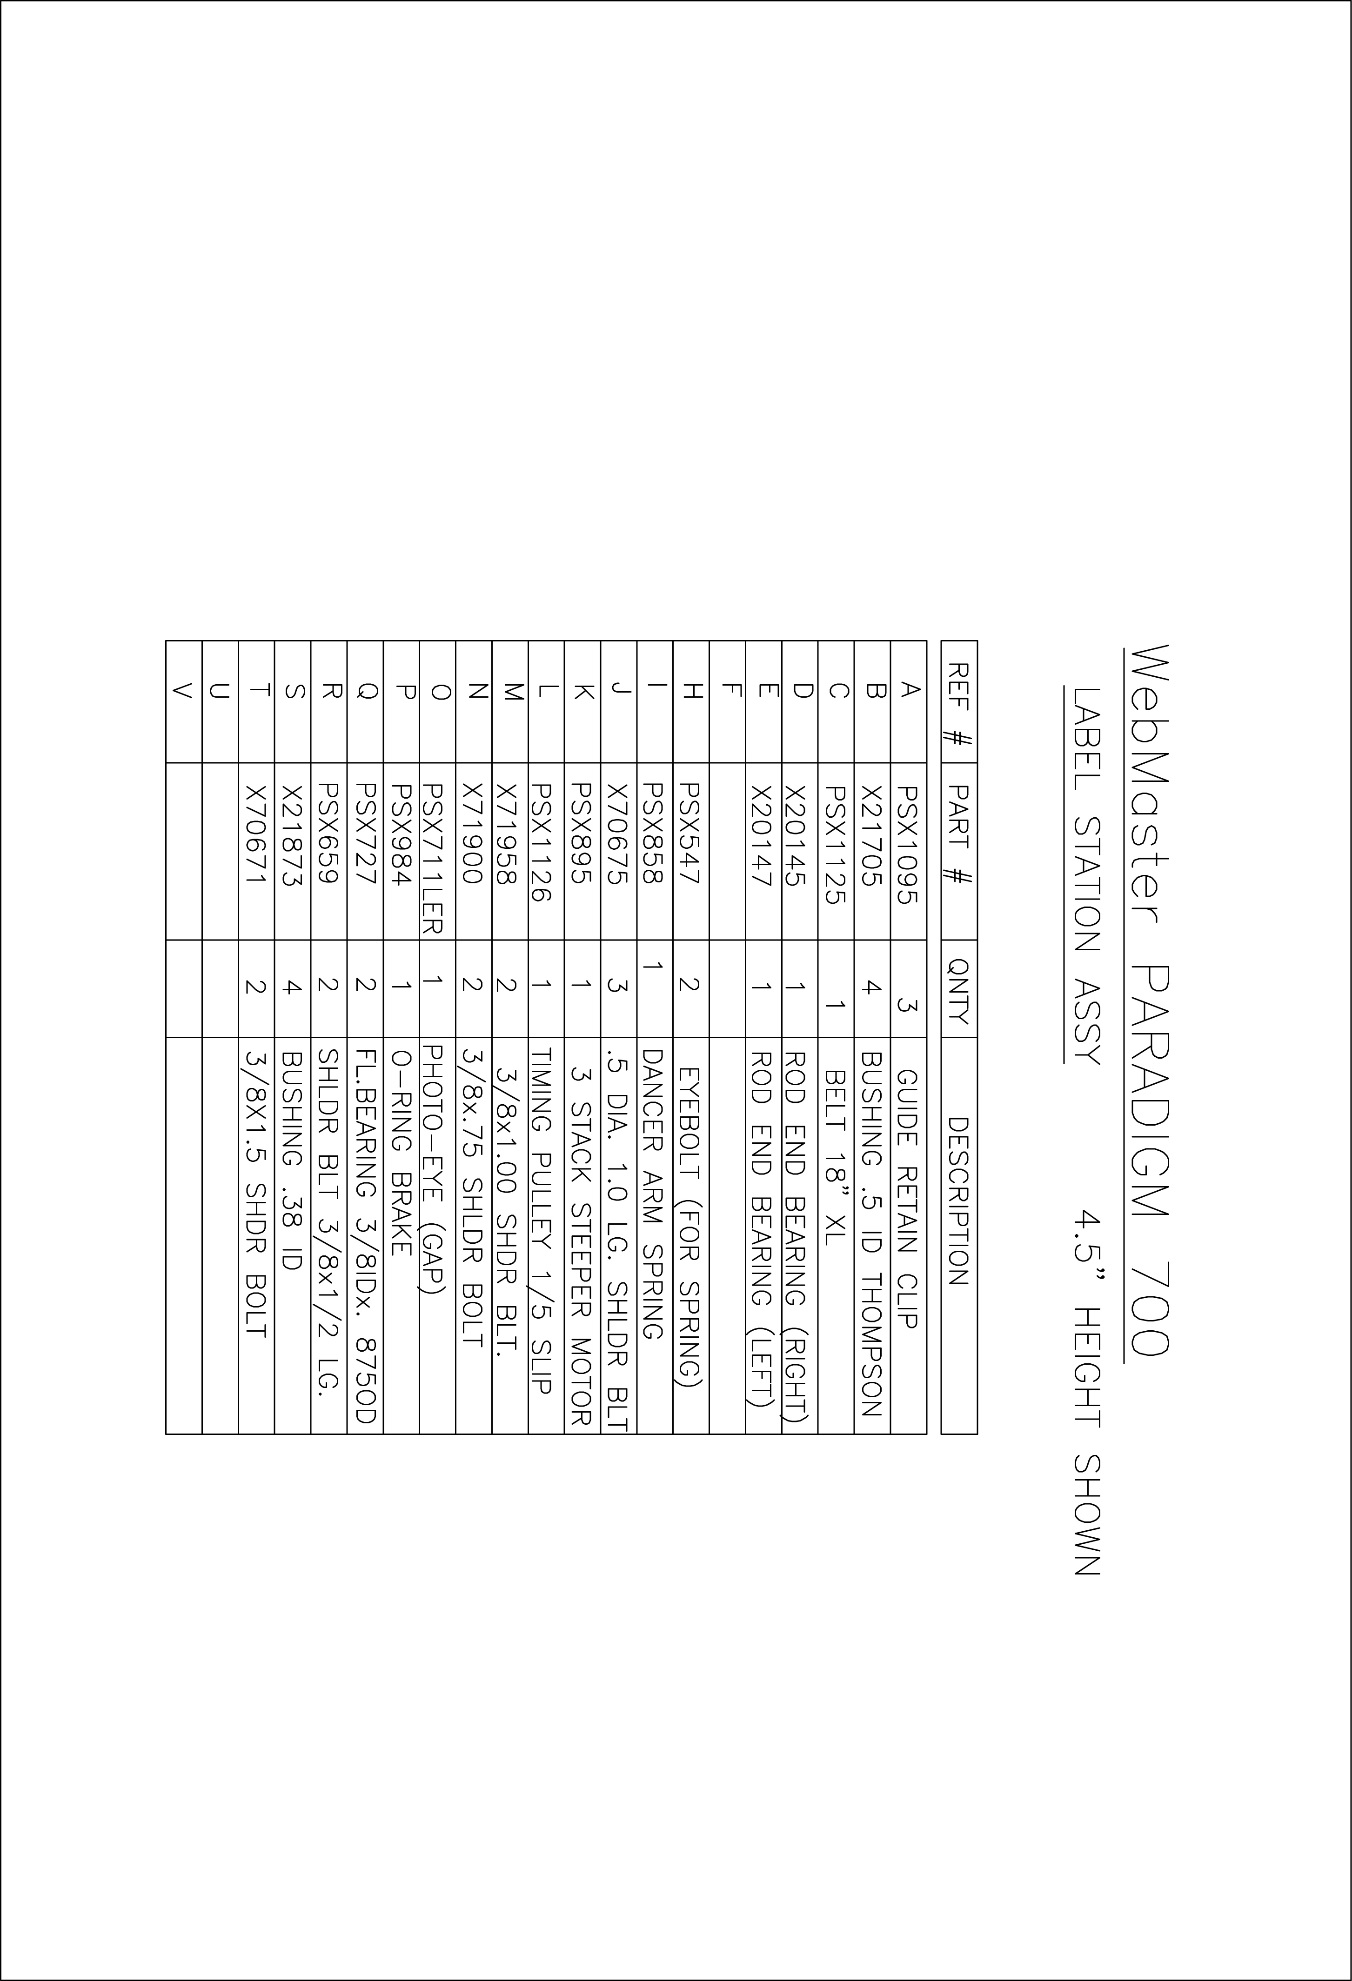 WebMaster PARADIGM 700
LABEL STATION ASSY 4.5" HEIGHT SHOWN
REF # PART # QNTY DESCRIPTION
A PSX1095 3 GUIDE RETAIN CLIP
B X21705 4 BUSHING .5 ID THOMPSON
C PSX1125 1 BELT 18" XL
D X20145 1 ROD END BEARING (RIGHT)
E X20147 1 ROD END BEARING (LEFT)
F
H PSX547 2 EYEBOLT (FOR SPRING)
I PSX858 1 DANCER ARM SPRING
J X70675 3 .5 DIA. 1.0 LG. SHLDR BLT
K PSX895 1 3 STACK STEEPER MOTOR
L PSX1126 1 TIMING PULLEY 1/5 SLIP
M X71958 2 3/8x1.00 SHDR BLT.
N X71900 2 3/8x.75 SHLDR BOLT
O PSX711LER 1 PHOTO-EYE (GAP)
P PSX984 1 O-RING BRAKE
Q PSX727 2 FL.BEARING 3/8IDx. 875OD
R PSX659 2 SHLDR BLT 3/8x1/2 LG.
S X21873 4 BUSHING .38 ID
T X70671 2 3/8X1.5 SHDR BOLT
U
V